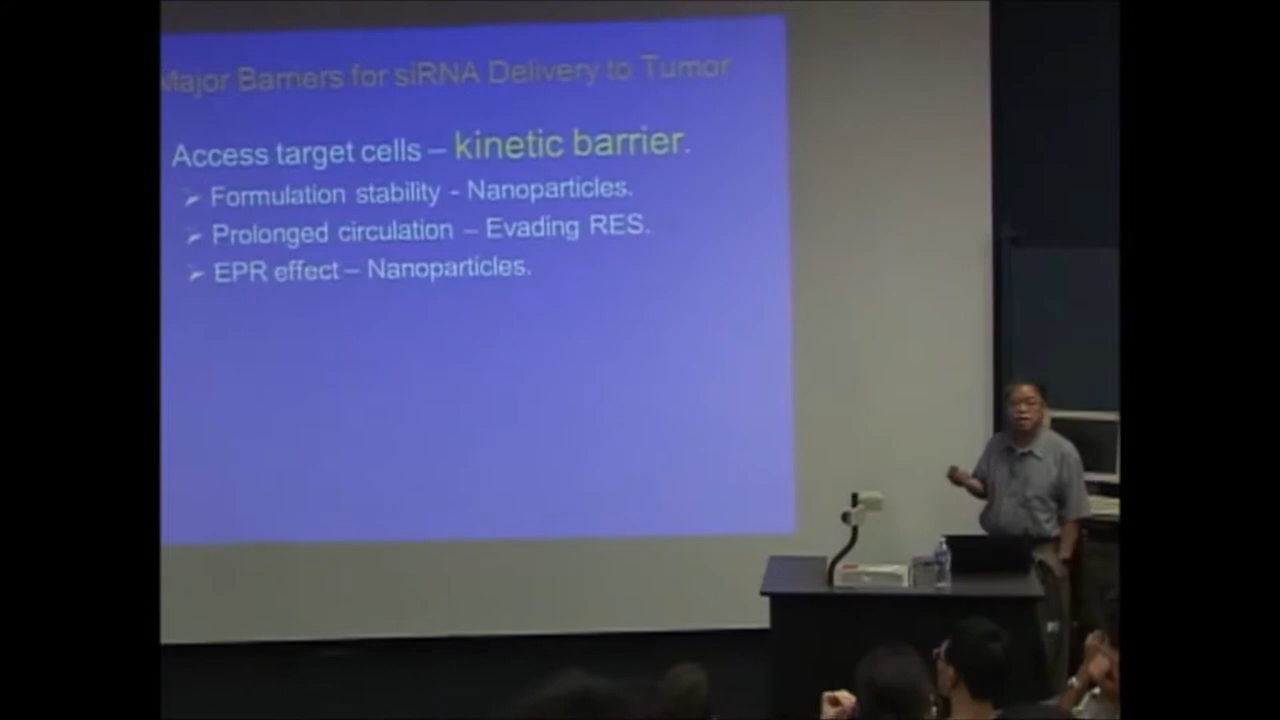 Major Barriers for siRNA Delivery to Tumor
Access target cells – kinetic barrier.
➢ Formulation stability - Nanoparticles.
➢ Prolonged circulation – Evading RES.
➢ EPR effect – Nanoparticles.